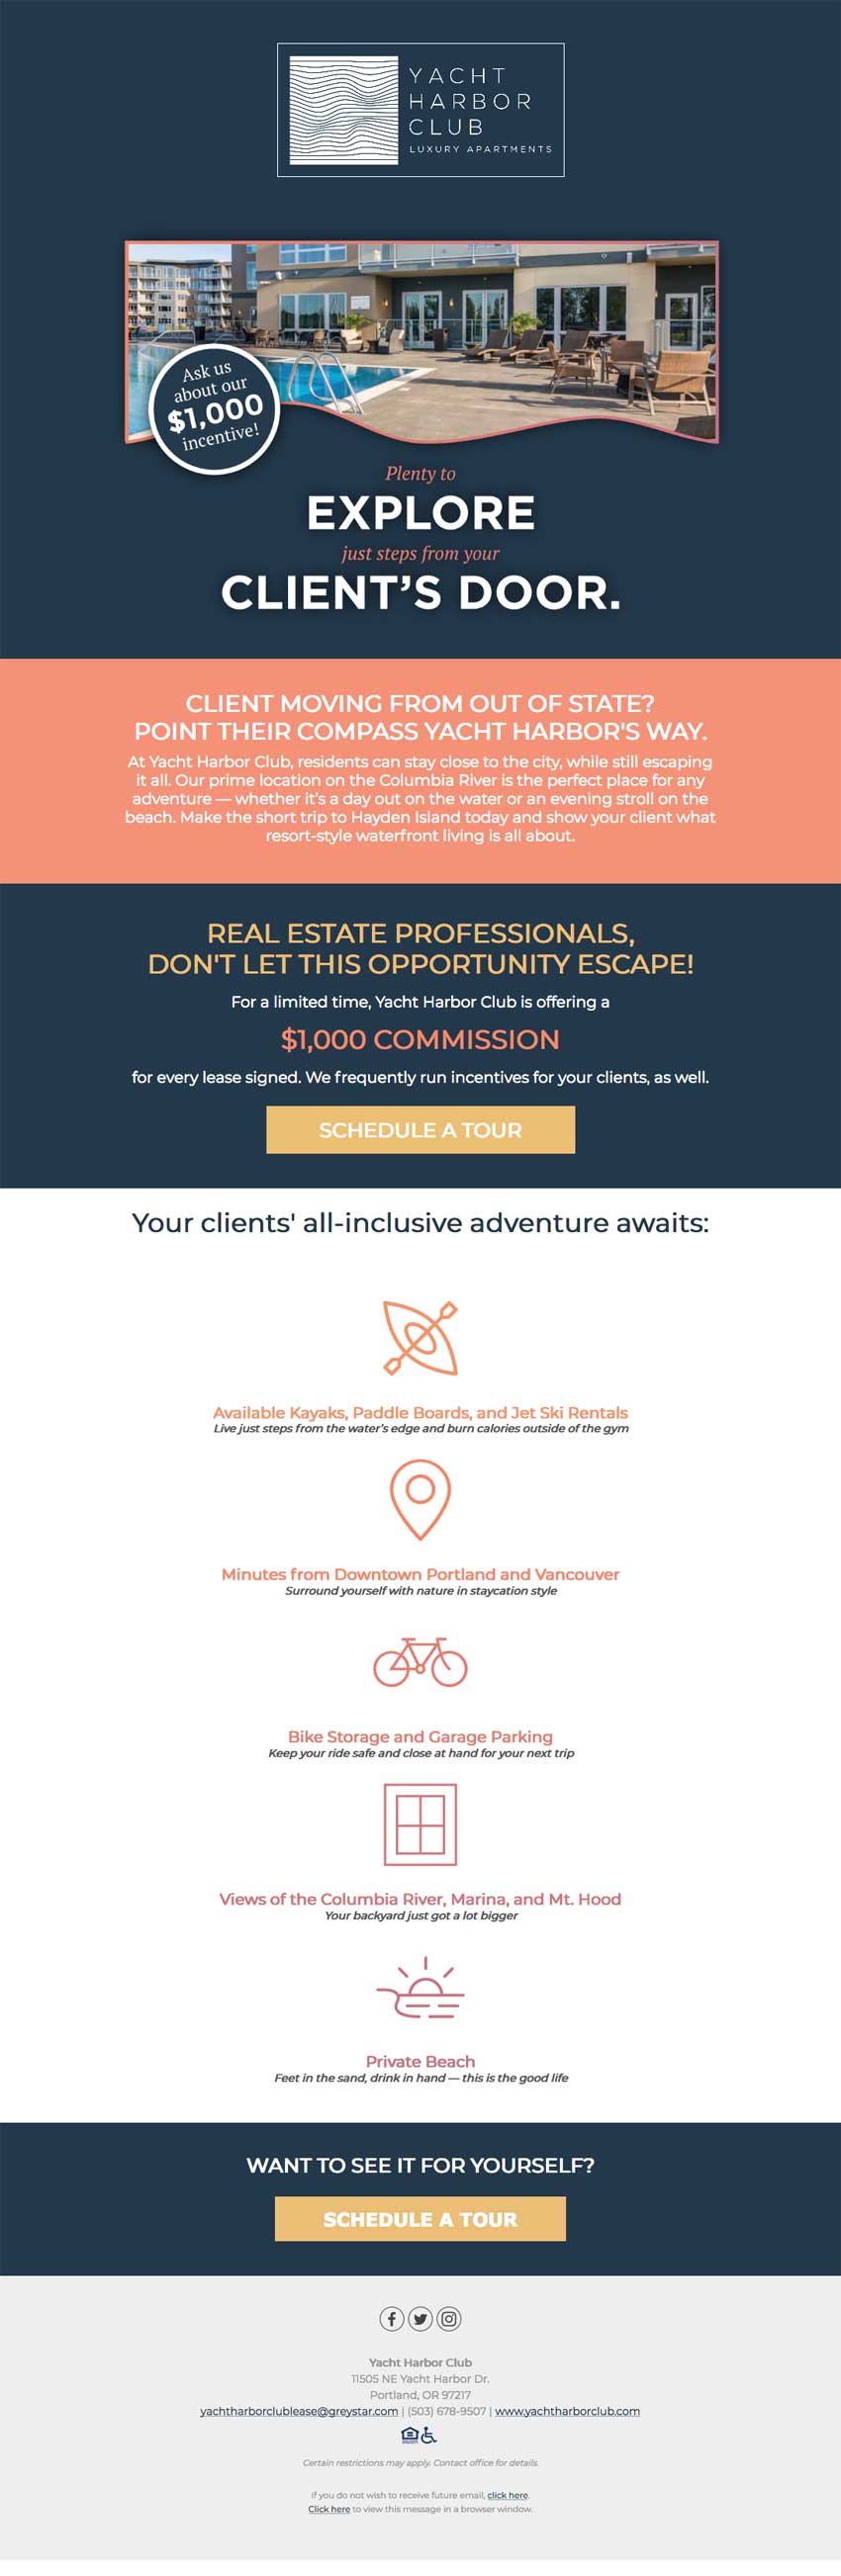 YACHT
HARBOR
CLUB
LUXURY APARTMENTS
Ask us
about our
$1,000
incentive!
Plenty to
EXPLORE
just steps from your
CLIENT'S DOOR.
CLIENT MOVING FROM OUT OF STATE?
POINT THEIR COMPASS YACHT HARBOR'S WAY.
At Yacht Harbor Club, residents can stay close to the city, while still escaping
it all. Our prime location on the Columbia River is the perfect place for any
adventure — whether it's a day out on the water or an evening stroll on the
beach. Make the short trip to Hayden Island today and show your client what
resort-style waterfront living is all about.
REAL ESTATE PROFESSIONALS,
DON'T LET THIS OPPORTUNITY ESCAPE!
For a limited time, Yacht Harbor Club is offering a
$1,000 COMMISSION
for every lease signed. We frequently run incentives for your clients, as well.
SCHEDULE A TOUR
Your clients' all-inclusive adventure awaits:
Available Kayaks, Paddle Boards, and Jet Ski Rentals
Live just steps from the water's edge and burn calories outside of the gym
Minutes from Downtown Portland and Vancouver
Surround yourself with nature in staycation style
Bike Storage and Garage Parking
Keep your ride safe and close at hand for your next trip
Views of the Columbia River, Marina, and Mt. Hood
Your backyard just got a lot bigger
Private Beach
Feet in the sand, drink in hand — this is the good life
WANT TO SEE IT FOR YOURSELF?
SCHEDULE A TOUR
Yacht Harbor Club
11505 NE Yacht Harbor Dr.
Portland, OR 97217
yachtharborclublease@greystar.com | (503) 678-9507 | www.yachtharborclub.com
Certain restrictions may apply. Contact office for details.
If you do not wish to receive future email, click here.
Click here to view this message in a browser window.